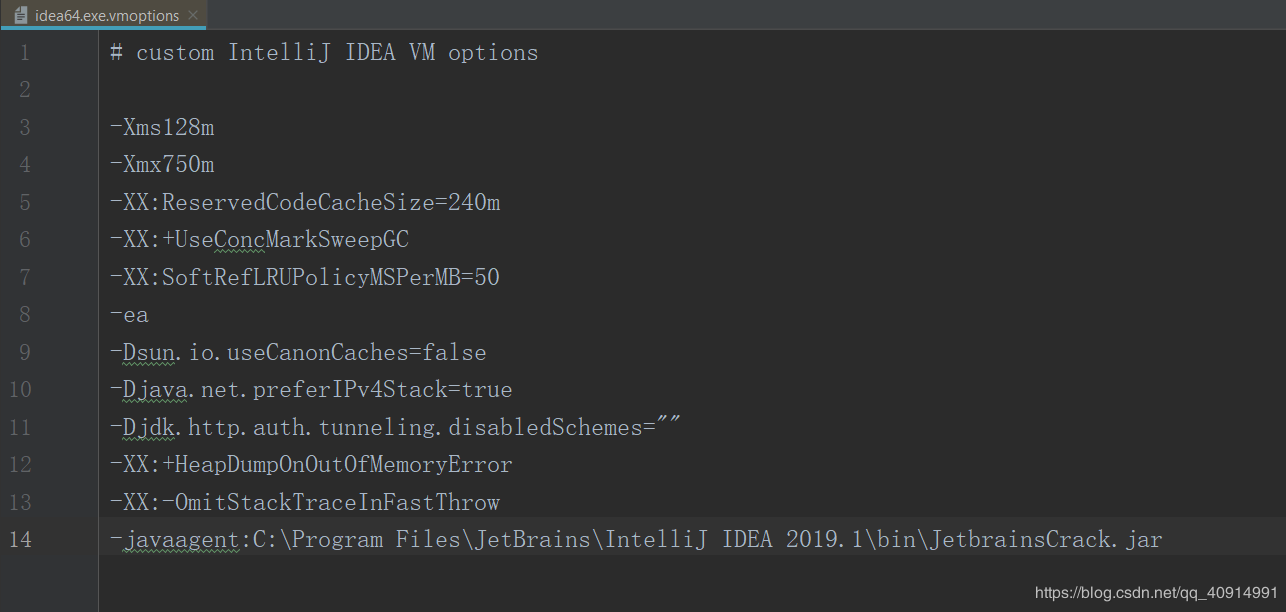 idea64.exe.vmoptions
1 # custom IntelliJ IDEA VM options
2
3 -Xms128m
4 -Xmx750m
5 -XX:ReservedCodeCacheSize=240m
6 -XX:+UseConcMarkSweepGC
7 -XX:SoftRefLRUPolicyMSPerMB=50
8 -ea
9 -Dsun.io.useCanonCaches=false
10 -Djava.net.preferIPv4Stack=true
11 -Djdk.http.auth.tunneling.disabledSchemes=""
12 -XX:+HeapDumpOnOutOfMemoryError
13 -XX:-OmitStackTraceInFastThrow
14 -javaagent:C:\Program Files\JetBrains\IntelliJ IDEA 2019.1\bin\JetbrainsCrack.jar
https://blog.csdn.net/qq_40914991